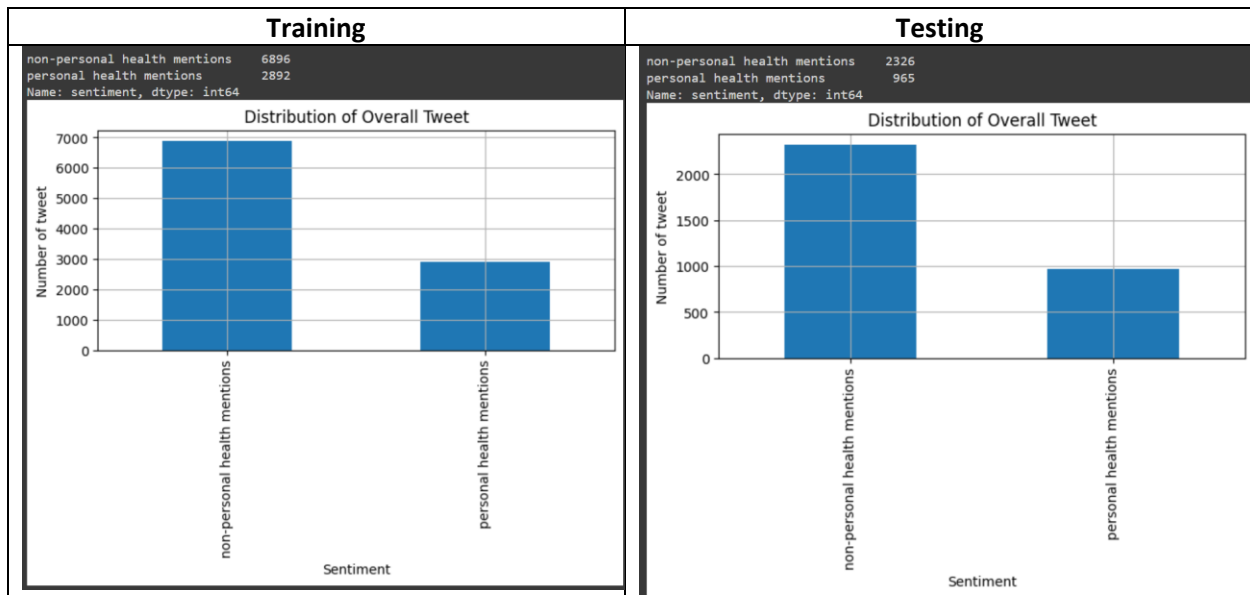 Training
non-personal health mentions 6896
personal health mentions 2892
Name: sentiment, dtype: int64
Distribution of Overall Tweet
7000
6000
5000
4000
3000
2000
1000
0
Number of tweet
non-personal health mentions
personal health mentions
Sentiment
Testing
non-personal health mentions 2326
personal health mentions 965
Name: sentiment, dtype: int64
Distribution of Overall Tweet
2000
1500
1000
500
0
Number of tweet
non-personal health mentions
personal health mentions
Sentiment